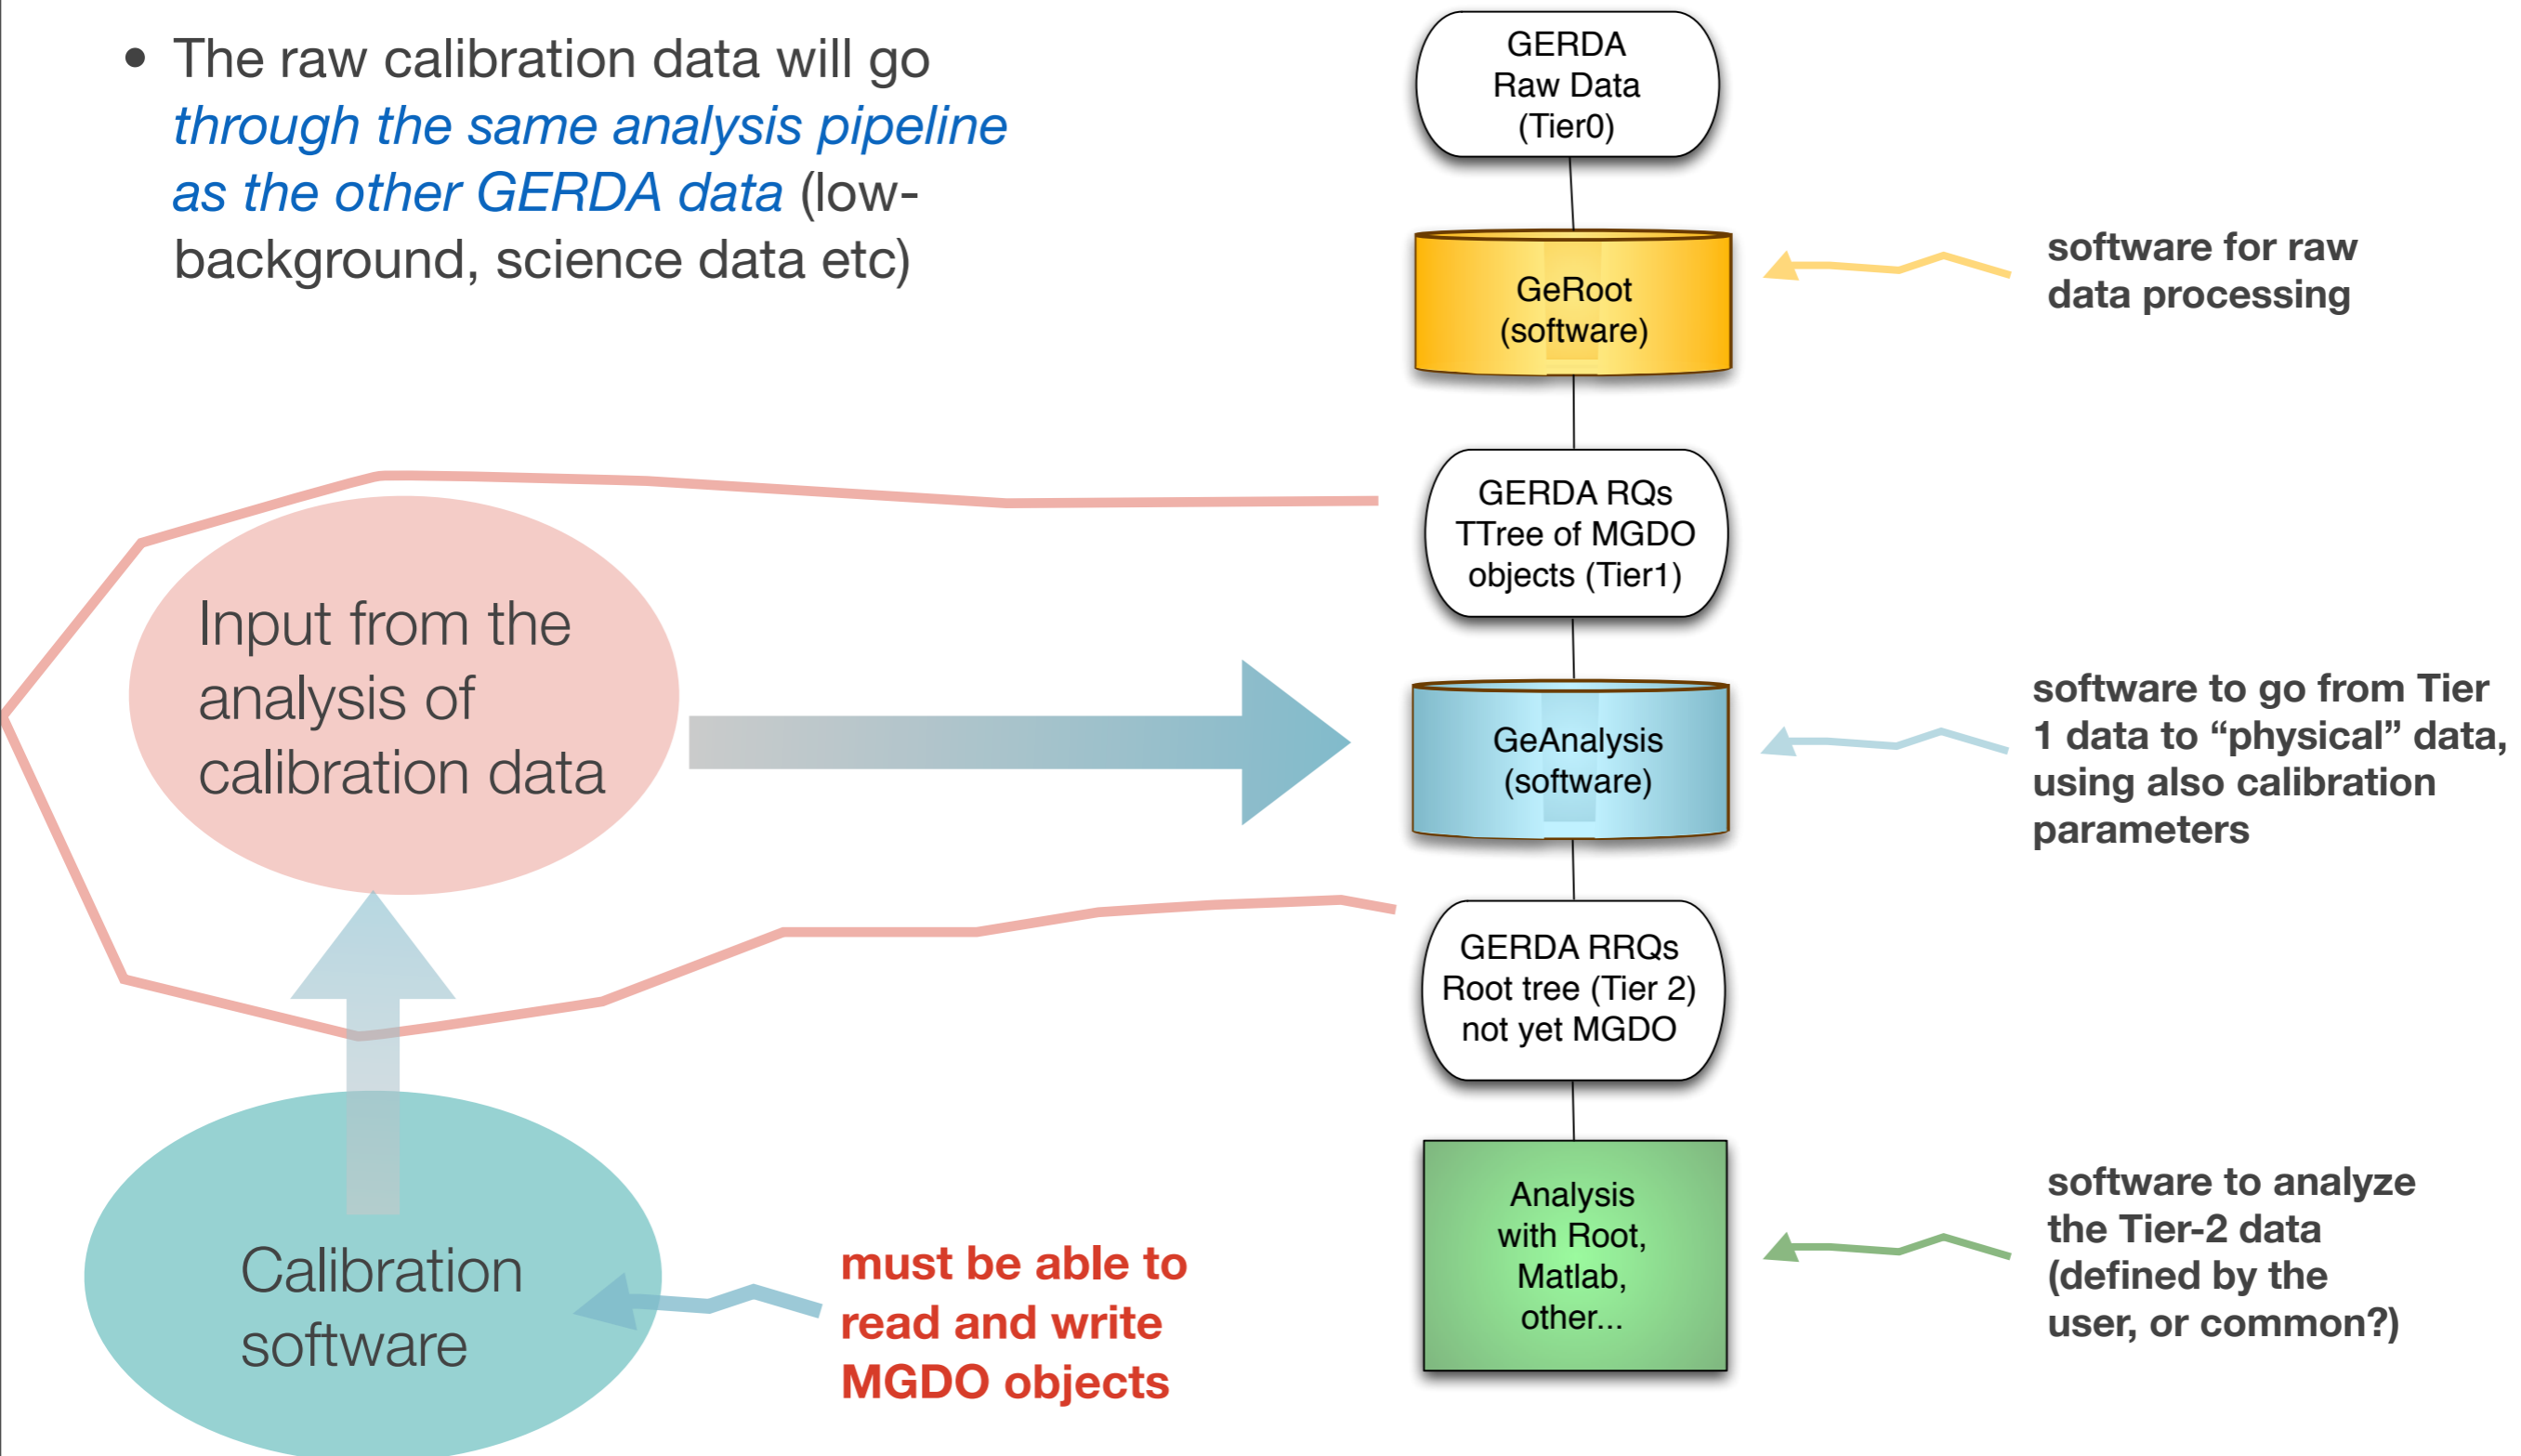 • The raw calibration data will go
through the same analysis pipeline
as the other GERDA data (low-
background, science data etc)
GERDA
Raw Data
(Tier0)
GeRoot
(software)
software for raw
data processing
GERDA RQs
TTree of MGDO
objects (Tier1)
Input from the
analysis of
calibration data
GeAnalysis
(software)
software to go from Tier
1 data to “physical” data,
using also calibration
parameters
GERDA RRQs
Root tree (Tier 2)
not yet MGDO
Calibration
software
must be able to
read and write
MGDO objects
Analysis
with Root,
Matlab,
other...
software to analyze
the Tier-2 data
(defined by the
user, or common?)